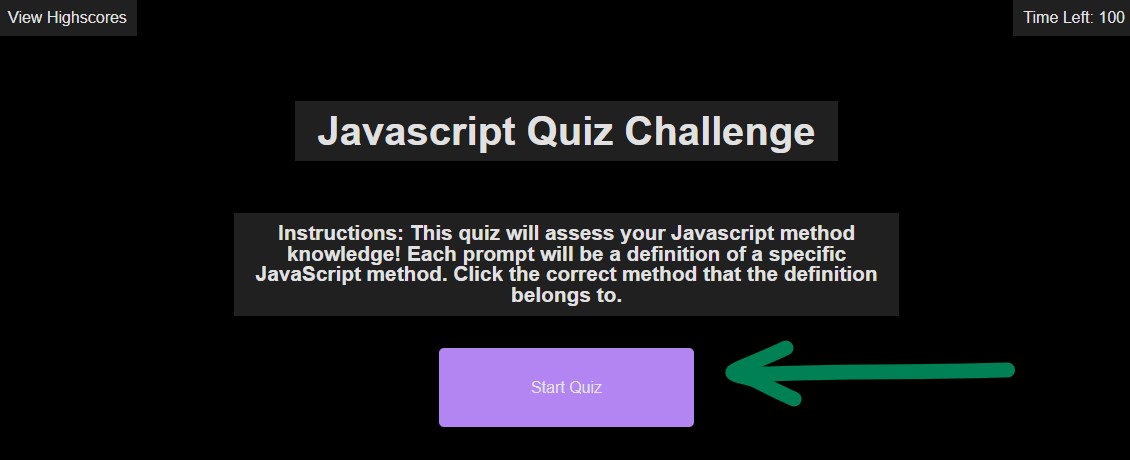 View Highscores
Time Left: 100
Javascript Quiz Challenge
Instructions: This quiz will assess your Javascript method
knowledge! Each prompt will be a definition of a specific
JavaScript method. Click the correct method that the definition
belongs to.
Start Quiz